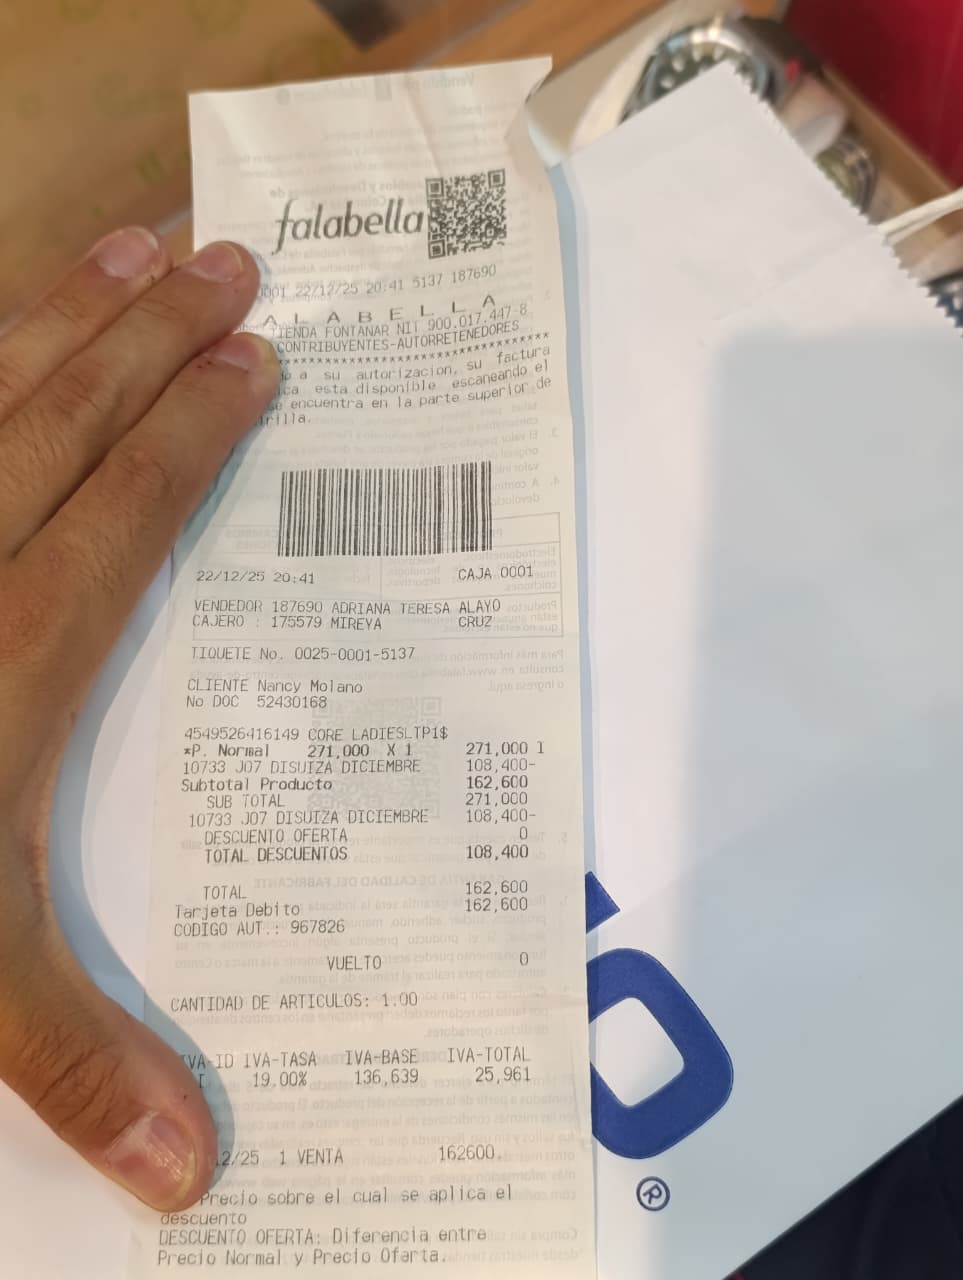 falabella
0001 22/12/25 20:41 5137 187690
A L A B E L L A
TIENDA FONTANAR NIT 900.017.447-8
CONTRIBUYENTES-AUTORRETENEDORES
************************************
a su autorizacion, su factura
esta disponible escaneando el
se encuentra en la parte superior de
22/12/25 20:41 CAJA 0001
VENDEDOR 187690 ADRIANA TERESA ALAYO
CAJERO : 175579 MIREYA CRUZ
TIQUETE No. 0025-0001-5137
CLIENTE Nancy Molano
No DOC 52430168
4549526416149 CORE LADIESLTP1$
*P. Normal 271,000 X 1 271,000 I
10733 J07 DISUIZA DICIEMBRE 108,400-
Subtotal Producto 162,600
SUB TOTAL 271,000
10733 J07 DISUIZA DICIEMBRE 108,400-
DESCUENTO OFERTA 0
TOTAL DESCUENTOS 108,400
TOTAL 162,600
Tarjeta Debito 162,600
CODIGO AUT.: 967826
VUELTO 0
CANTIDAD DE ARTICULOS: 1.00
IVA-ID IVA-TASA IVA-BASE IVA-TOTAL
I 19.00% 136,639 25,961
12/25 1 VENTA 162600.
Precio sobre el cual se aplica el
descuento
DESCUENTO OFERTA: Diferencia entre
Precio Normal y Precio Oferta.
®